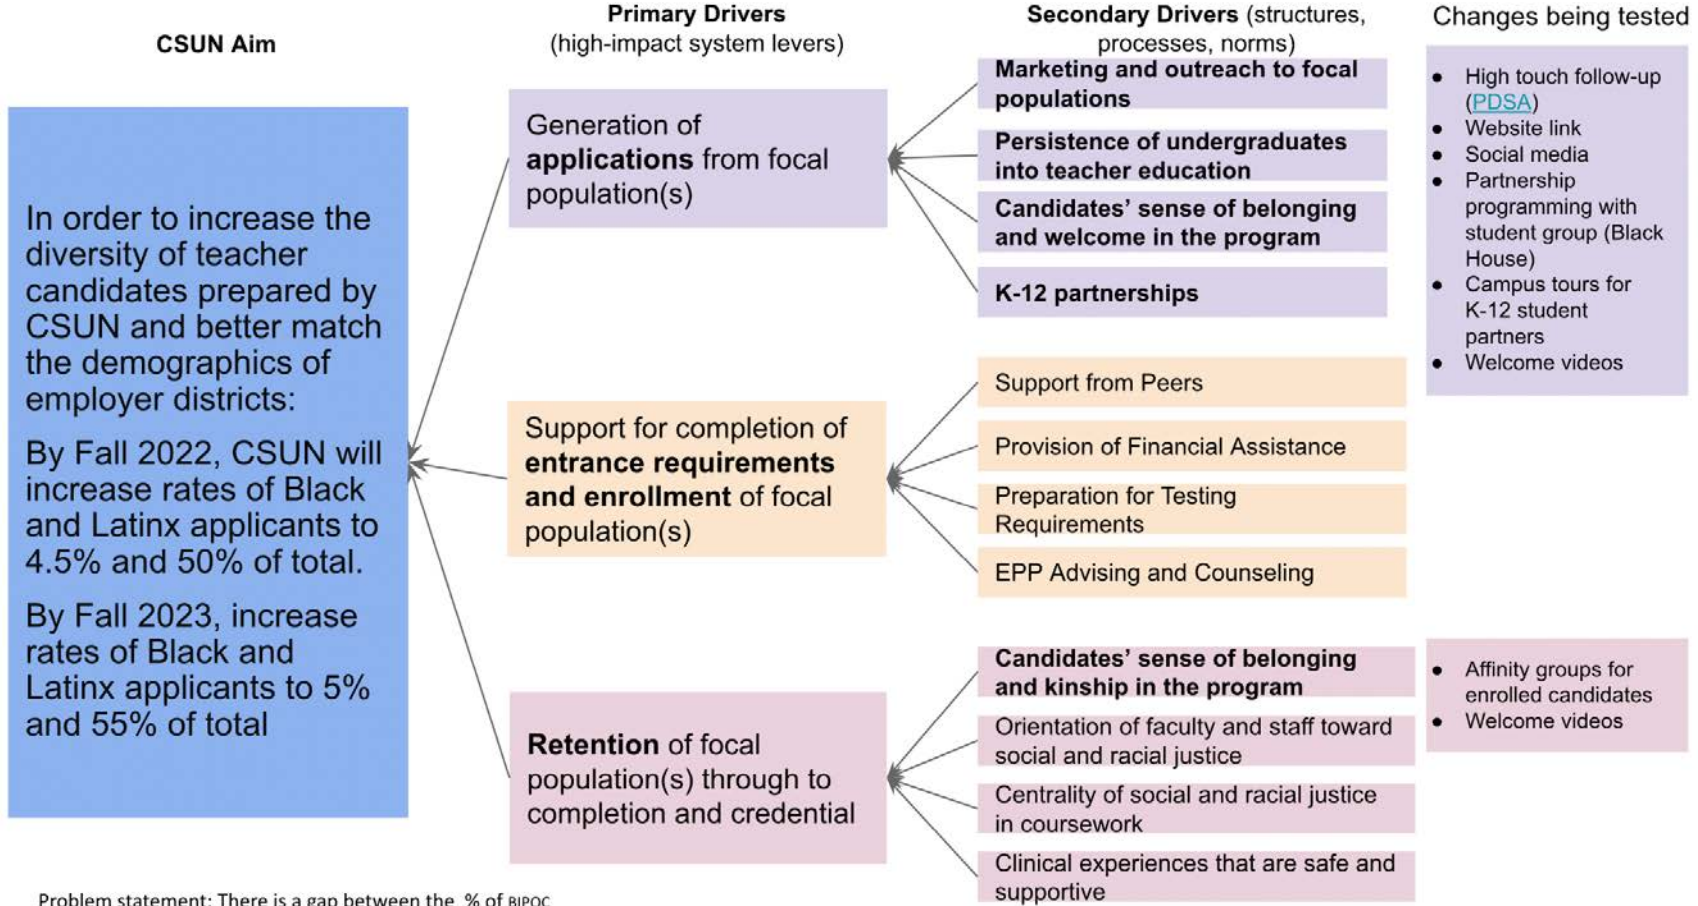 CSUN Aim
In order to increase the
diversity of teacher
candidates prepared by
CSUN and better match
the demographics of
employer districts:
By Fall 2022, CSUN will
increase rates of Black
and Latinx applicants to
4.5% and 50% of total.
By Fall 2023, increase
rates of Black and
Latinx applicants to 5%
and 55% of total
Primary Drivers
(high-impact system levers)
Generation of
applications from focal
population(s)
Support for completion of
entrance requirements
and enrollment of focal
population(s)
Retention of focal
population(s) through to
completion and credential
Secondary Drivers (structures,
processes, norms)
Marketing and outreach to focal
populations
Persistence of undergraduates
into teacher education
Candidates’ sense of belonging
and welcome in the program
K-12 partnerships
Support from Peers
Provision of Financial Assistance
Preparation for Testing
Requirements
EPP Advising and Counseling
Candidates’ sense of belonging
and kinship in the program
Orientation of faculty and staff toward
social and racial justice
Centrality of social and racial justice
in coursework
Clinical experiences that are safe and
supportive
Changes being tested
● High touch follow-up
(PDSA)
● Website link
● Social media
● Partnership
programming with
student group (Black
House)
● Campus tours for
K-12 student
partners
● Welcome videos
● Affinity groups for
enrolled candidates
● Welcome videos
Problem statement: There is a gap between the % of BIPOC